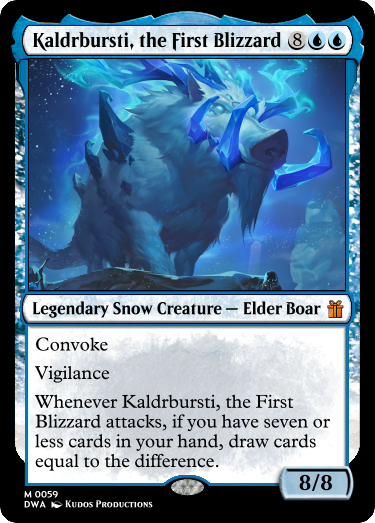 Kaldrbursti, the First Blizzard 8
Legendary Snow Creature — Elder Boar
Convoke
Vigilance
Whenever Kaldrbursti, the First
Blizzard attacks, if you have seven or
less cards in your hand, draw cards
equal to the difference.
8/8
M 0059
DWA Kudos Productions